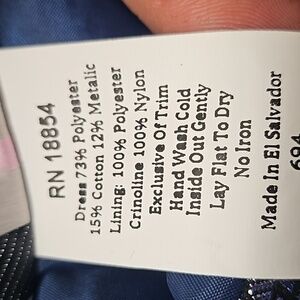 RN 18854
Dress 73% Polyester
15% Cotton 12% Metalic
Lining: 100% Polyester
Crinoline 100% Nylon
Exclusive Of Trim
Hand Wash Cold
Inside Out Gently
Lay Flat To Dry
No Iron
Made In El Salvador
694